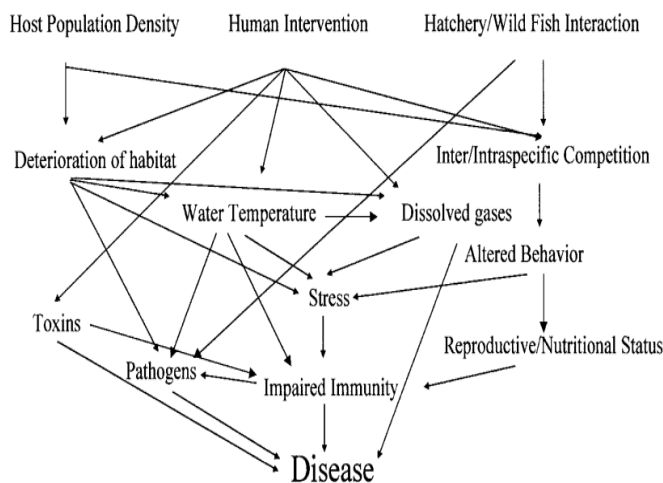 Host Population Density
Human Intervention
Hatchery/Wild Fish Interaction
Deterioration of habitat
Inter/Intraspecific Competition
Water Temperature
Dissolved gases
Altered Behavior
Stress
Toxins
Reproductive/Nutritional Status
Pathogens
Impaired Immunity
Disease